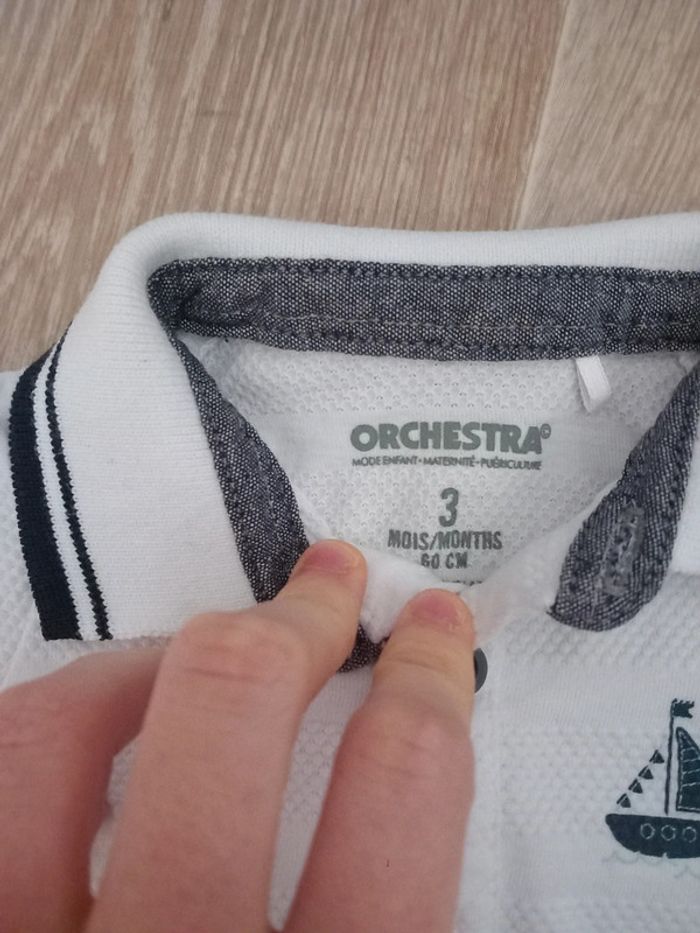 ORCHESTRA©
MODE ENFANT • MATERNITÉ • PUÉRICULTURE
3
MOIS/MONTHS
60 CM